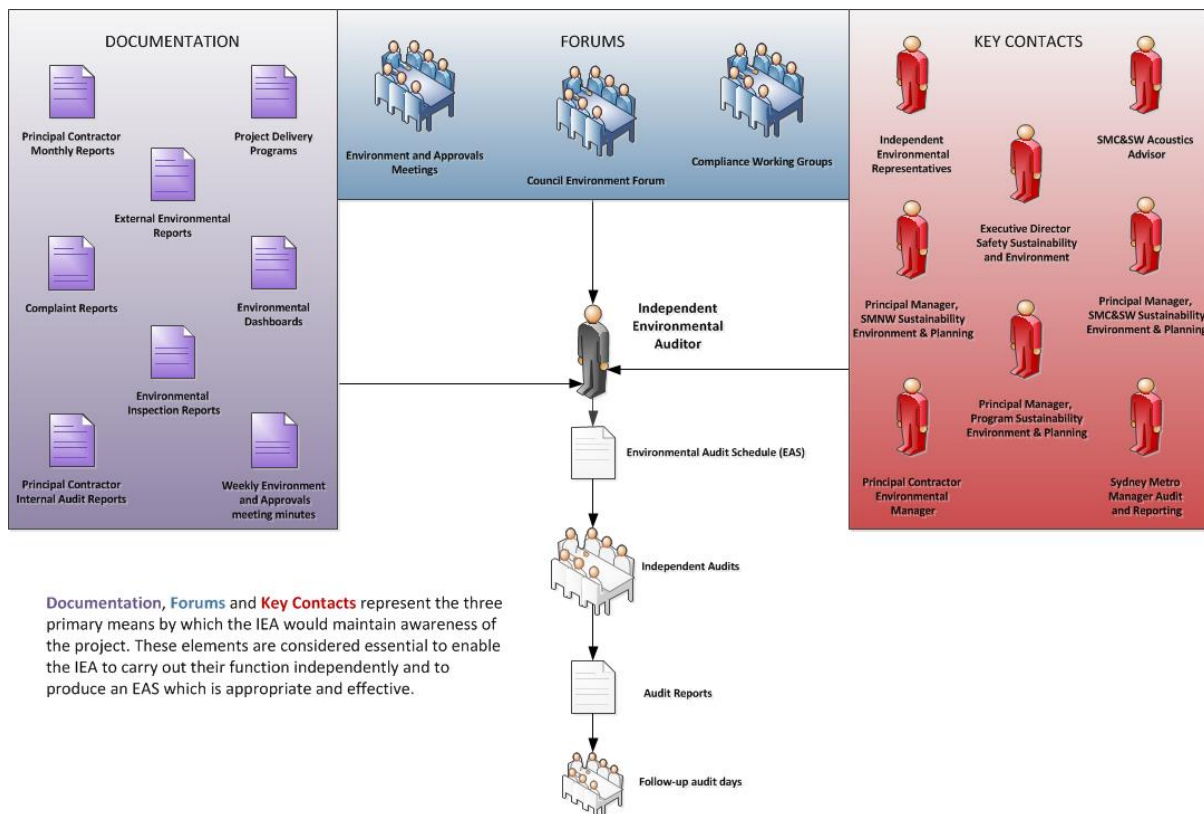 DOCUMENTATION
Principal Contractor
Monthly Reports
Project Delivery
Programs
External Environmental
Reports
Complaint Reports
Environmental
Dashboards
Environmental
Inspection Reports
Principal Contractor
Internal Audit Reports
Weekly Environment
and Approvals
meeting minutes
FORUMS
Environment and Approvals
Meetings
Council Environment Forum
Compliance Working Groups
KEY CONTACTS
Independent
Environmental
Representatives
SMC&SW Acoustics
Advisor
Executive Director
Safety Sustainability
and Environment
Principal Manager,
SMNW Sustainability
Environment & Planning
Principal Manager,
SMC&SW Sustainability
Environment & Planning
Principal Manager,
Program Sustainability
Environment & Planning
Principal Contractor
Environmental
Manager
Sydney Metro
Manager Audit
and Reporting
Independent
Environmental
Auditor
Environmental Audit Schedule (EAS)
Independent Audits
Audit Reports
Follow-up audit days
Documentation, Forums and Key Contacts represent the three
primary means by which the IEA would maintain awareness of
the project. These elements are considered essential to enable
the IEA to carry out their function independently and to
produce an EAS which is appropriate and effective.